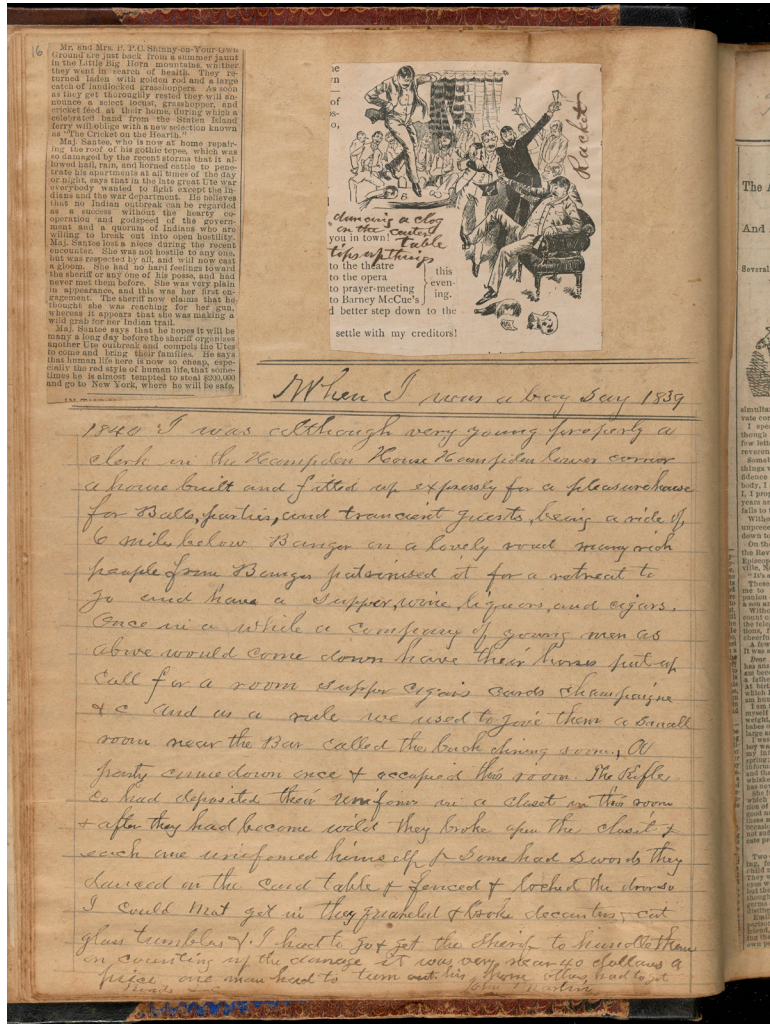 16
Mr. and Mrs. P. P.C. Shinny-on-Your-Own
Ground are just back from a summer jaunt
in the Little Big Horn mountains, whither
they went in search of health. They re-
turned laden with golden rod and a large
catch of landlocked grasshoppers. As soon
as they get thoroughly rested they will an-
nounce a select locust, grasshopper, and
cricket feed at their home, during which a
celebrated band from the Staten Island
ferry will oblige with a new selection known
as "The Cricket on the Hearth."
Maj. Santee, who is now at home repair-
ing the roof of his gothic tepee, which was
so damaged by the recent storms that it al-
lowed hail, rain, and horned cattle to pene-
trate his apartments at all times of the day
or night, says that in the late great Ute war
everybody wanted to fight except the In-
dians and the war department. He believes
that no Indian outbreak can be regarded
as a success without the hearty co-
operation and godspeed of the govern-
ment and a quorum of Indians who are
willing to break out into open hostility.
Maj. Santee lost a niece during the recent
encounter. She was not hostile to any one,
but was respected by all, and will now cast
a gloom. She had no hard feelings toward
the sheriff or any one of his posse, and had
never met them before. She was very plain
in appearance, and this was her first en-
gagement. The sheriff now claims that he
thought she was reaching for her gun,
whereas it appears that she was making a
wild grab for her Indian trail.
Maj. Santee says that he hopes it will be
many a long day before the sheriff organizes
another Ute outbreak and compels the Utes
to come and bring their families. He says
that human life here is now so cheap, espe-
cially the red style of human life, that some-
times he is almost tempted to steal $200,000
and go to New York, where he will be safe.
Racket
dancing a clog
in the center
table
tips up things
you in town!
to the theatre
to the opera
to prayer-meeting
to Barney McCue's
this
even-
ing.
better step down to the
settle with my creditors!
When I was a boy say 1839
1840 I was although very young properly a
clerk in the Hampden House Hampden lower corner
a house built and fitted up expressly for a pleasure house
for Balls, parties, and trancient guests, being a ride of
6 miles below Bangor on a lovely road many rich
people from Bangor patronised it for a retreat to
go and have a supper, wine, liquors, and cigars.
Once in a while a company of young men as
above would come down have their horses put up
call for a room supper cigars cards champaigne
&c and as a rule we used to give them a small
room near the Bar called the back dining room. A
party came down once & occupied this room. The Rifle
Co had deposited their uniforms in a closet in this room
& after they had become wild they broke open the closet &
each one uniformed himself & some had swords they
danced on the card table & fenced & locked the door so
I could not get in they quareled & broke decanters, cut
glass tumblers &. I had to go & get the Sheriff to handle them
on counting up the damage it was very near 40 dollars a
piece one man had to turn out his horse others had to get
The A
And
Several